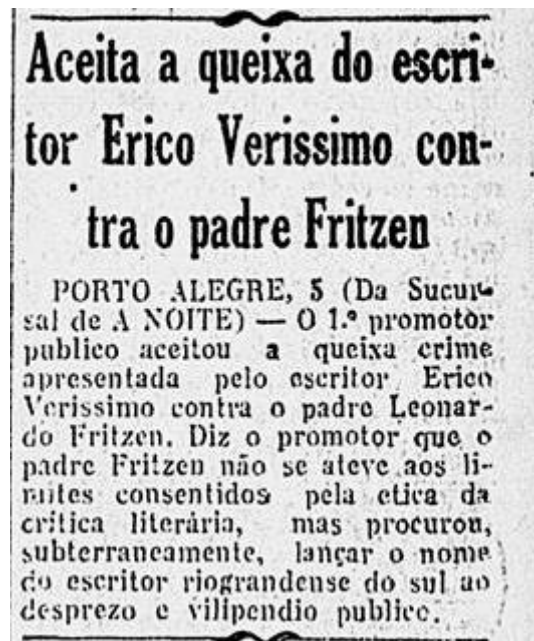 Aceita a queixa do escri-
tor Erico Verissimo con-
tra o padre Fritzen
PORTO ALEGRE, 5 (Da Sucur-
sal de A NOITE) — O 1.º promotor
publico aceitou a queixa crime
apresentada pelo escritor Erico
Verissimo contra o padre Leonar-
do Fritzen. Diz o promotor que o
padre Fritzen não se ateve aos li-
mites consentidos pela etica da
critica literária, mas procurou,
subterraneamente, lançar o nome
do escritor riograndense do sul ao
desprezo e vilipendio publico.